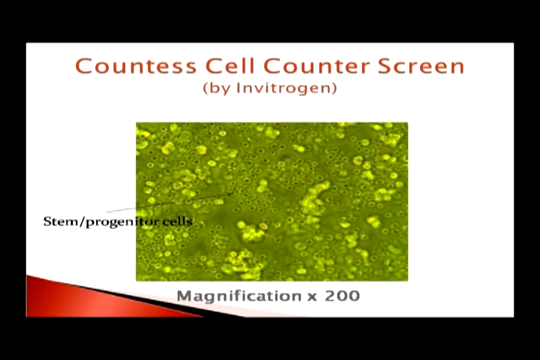 Countess Cell Counter Screen
(by Invitrogen)
Stem/progenitor cells
Magnification x 200